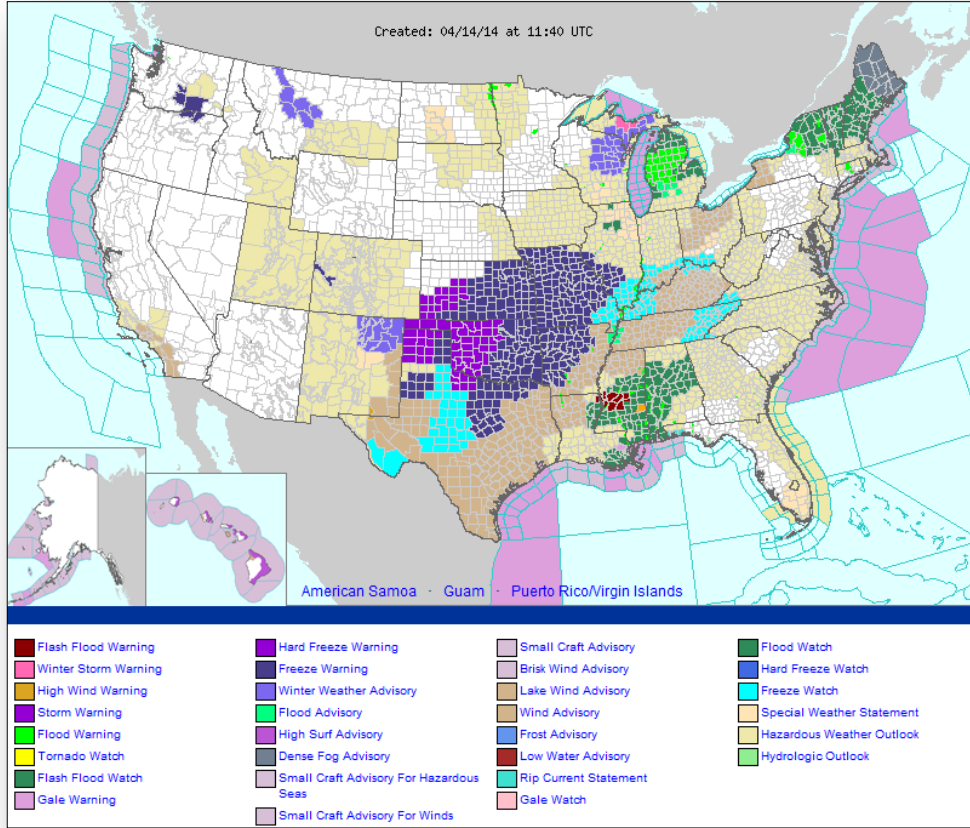 Created: 04/14/14 at 11:40 UTC
American Samoa - Guam - Puerto Rico/Virgin Islands
Flash Flood Warning
Winter Storm Warning
High Wind Warning
Storm Warning
Flood Warning
Tornado Watch
Flash Flood Watch
Gale Warning
Hard Freeze Warning
Freeze Warning
Winter Weather Advisory
Flood Advisory
High Surf Advisory
Dense Fog Advisory
Small Craft Advisory For Hazardous
Seas
Small Craft Advisory For Winds
Small Craft Advisory
Brisk Wind Advisory
Lake Wind Advisory
Wind Advisory
Frost Advisory
Low Water Advisory
Rip Current Statement
Gale Watch
Flood Watch
Hard Freeze Watch
Freeze Watch
Special Weather Statement
Hazardous Weather Outlook
Hydrologic Outlook